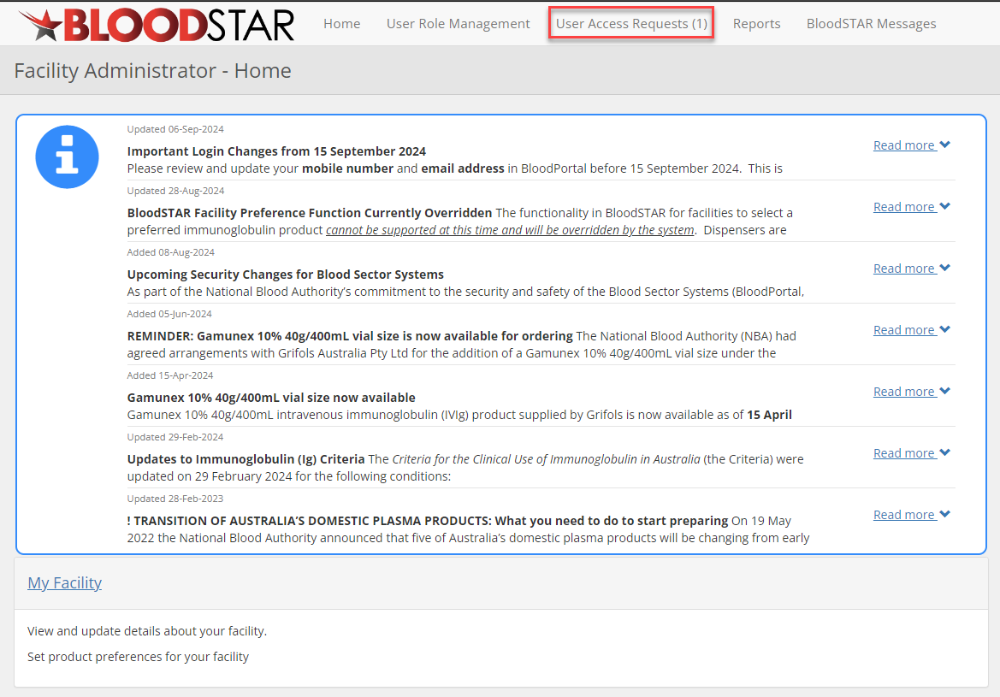 BLOODSTAR
Home
User Role Management
User Access Requests (1)
Reports
BloodSTAR Messages
Facility Administrator - Home
Updated 06-Sep-2024
Important Login Changes from 15 September 2024
Read more
Please review and update your mobile number and email address in BloodPortal before 15 September 2024. This is
Updated 28-Aug-2024
BloodSTAR Facility Preference Function Currently Overridden The functionality in BloodSTAR for facilities to select a
Read more
preferred immunoglobulin product cannot be supported at this time and will be overridden by the system. Dispensers are
Added 08-Aug-2024
Upcoming Security Changes for Blood Sector Systems
Read more
As part of the National Blood Authority’s commitment to the security and safety of the Blood Sector Systems (BloodPortal,
Added 05-Jun-2024
REMINDER: Gamunex 10% 40g/400mL vial size is now available for ordering The National Blood Authority (NBA) had
Read more
agreed arrangements with Grifols Australia Pty Ltd for the addition of a Gamunex 10% 40g/400mL vial size under the
Added 15-Apr-2024
Gamunex 10% 40g/400mL vial size now available
Read more
Gamunex 10% 40g/400mL intravenous immunoglobulin (IVIg) product supplied by Grifols is now available as of 15 April
Updated 29-Feb-2024
Updates to Immunoglobulin (Ig) Criteria The Criteria for the Clinical Use of Immunoglobulin in Australia (the Criteria) were
Read more
updated on 29 February 2024 for the following conditions:
Updated 28-Feb-2023
! TRANSITION OF AUSTRALIA’S DOMESTIC PLASMA PRODUCTS: What you need to do to start preparing On 19 May
Read more
2022 the National Blood Authority announced that five of Australia’s domestic plasma products will be changing from early
My Facility
View and update details about your facility.
Set product preferences for your facility